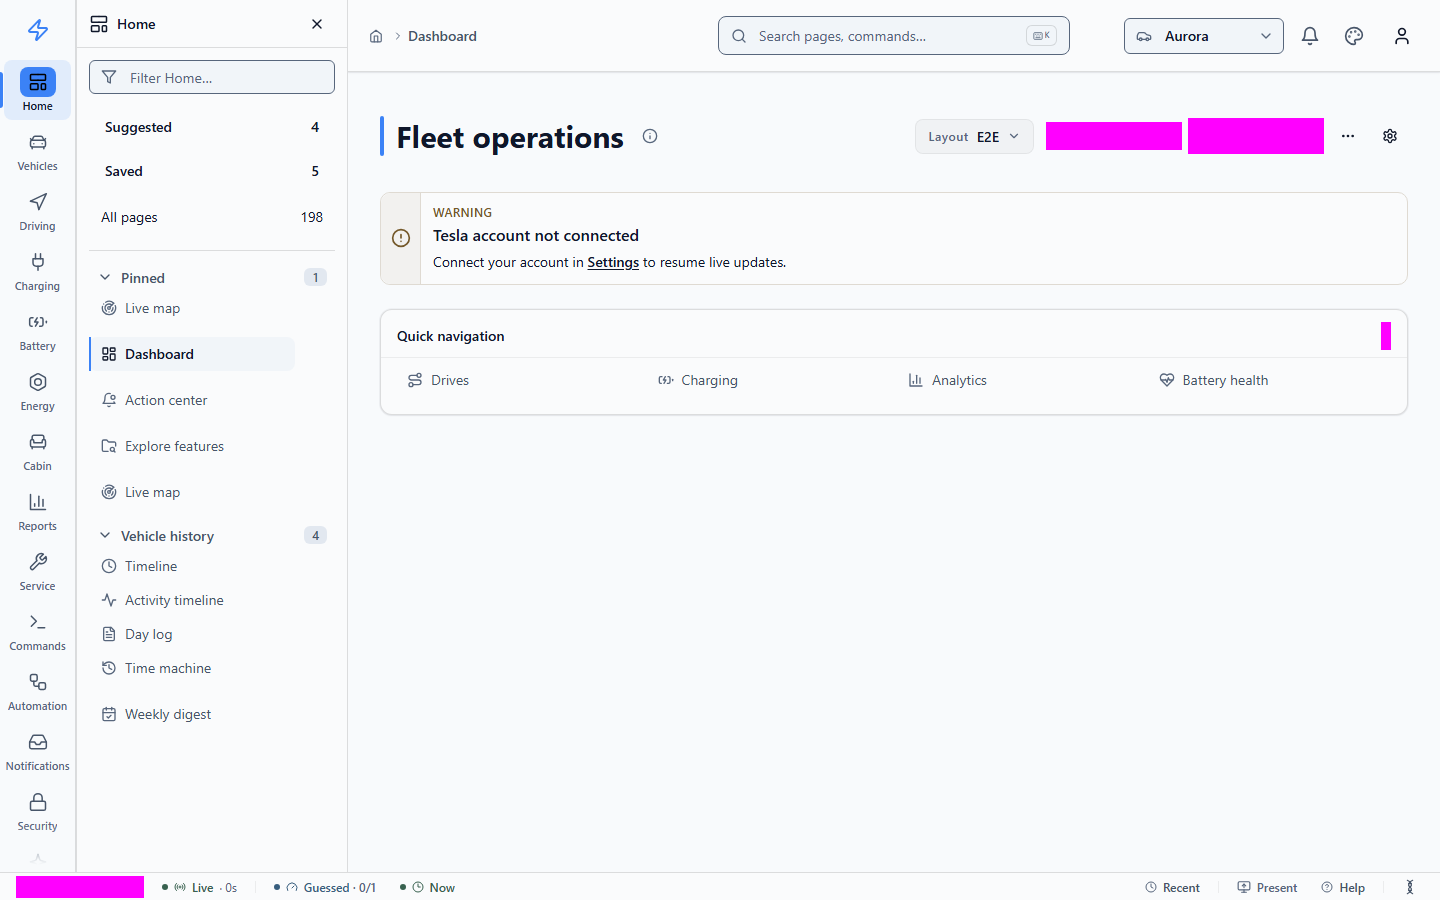 Home
Vehicles
Driving
Charging
Battery
Energy
Cabin
Reports
Service
Commands
Automation
Notifications
Security
Home
Filter Home...
Suggested 4
Saved 5
All pages 198
Pinned 1
Live map
Dashboard
Action center
Explore features
Live map
Vehicle history 4
Timeline
Activity timeline
Day log
Time machine
Weekly digest
Dashboard
Search pages, commands...
K
Aurora
Fleet operations
Layout E2E
WARNING
Tesla account not connected
Connect your account in Settings to resume live updates.
Quick navigation
Drives
Charging
Analytics
Battery health
Live · 0s
Guessed · 0/1
Now
Recent
Present
Help